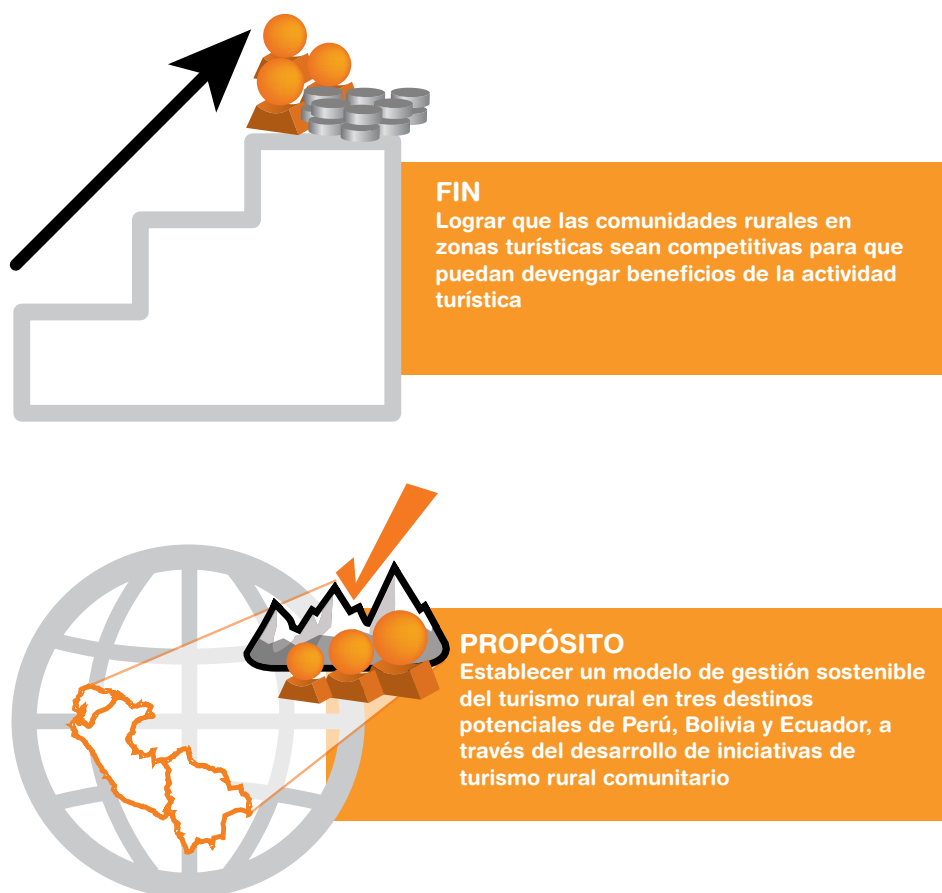 FIN
Lograr que las comunidades rurales en
zonas turísticas sean competitivas para que
puedan devengar beneficios de la actividad
turística
PROPÓSITO
Establecer un modelo de gestión sostenible
del turismo rural en tres destinos
potenciales de Perú, Bolivia y Ecuador, a
través del desarrollo de iniciativas de
turismo rural comunitario